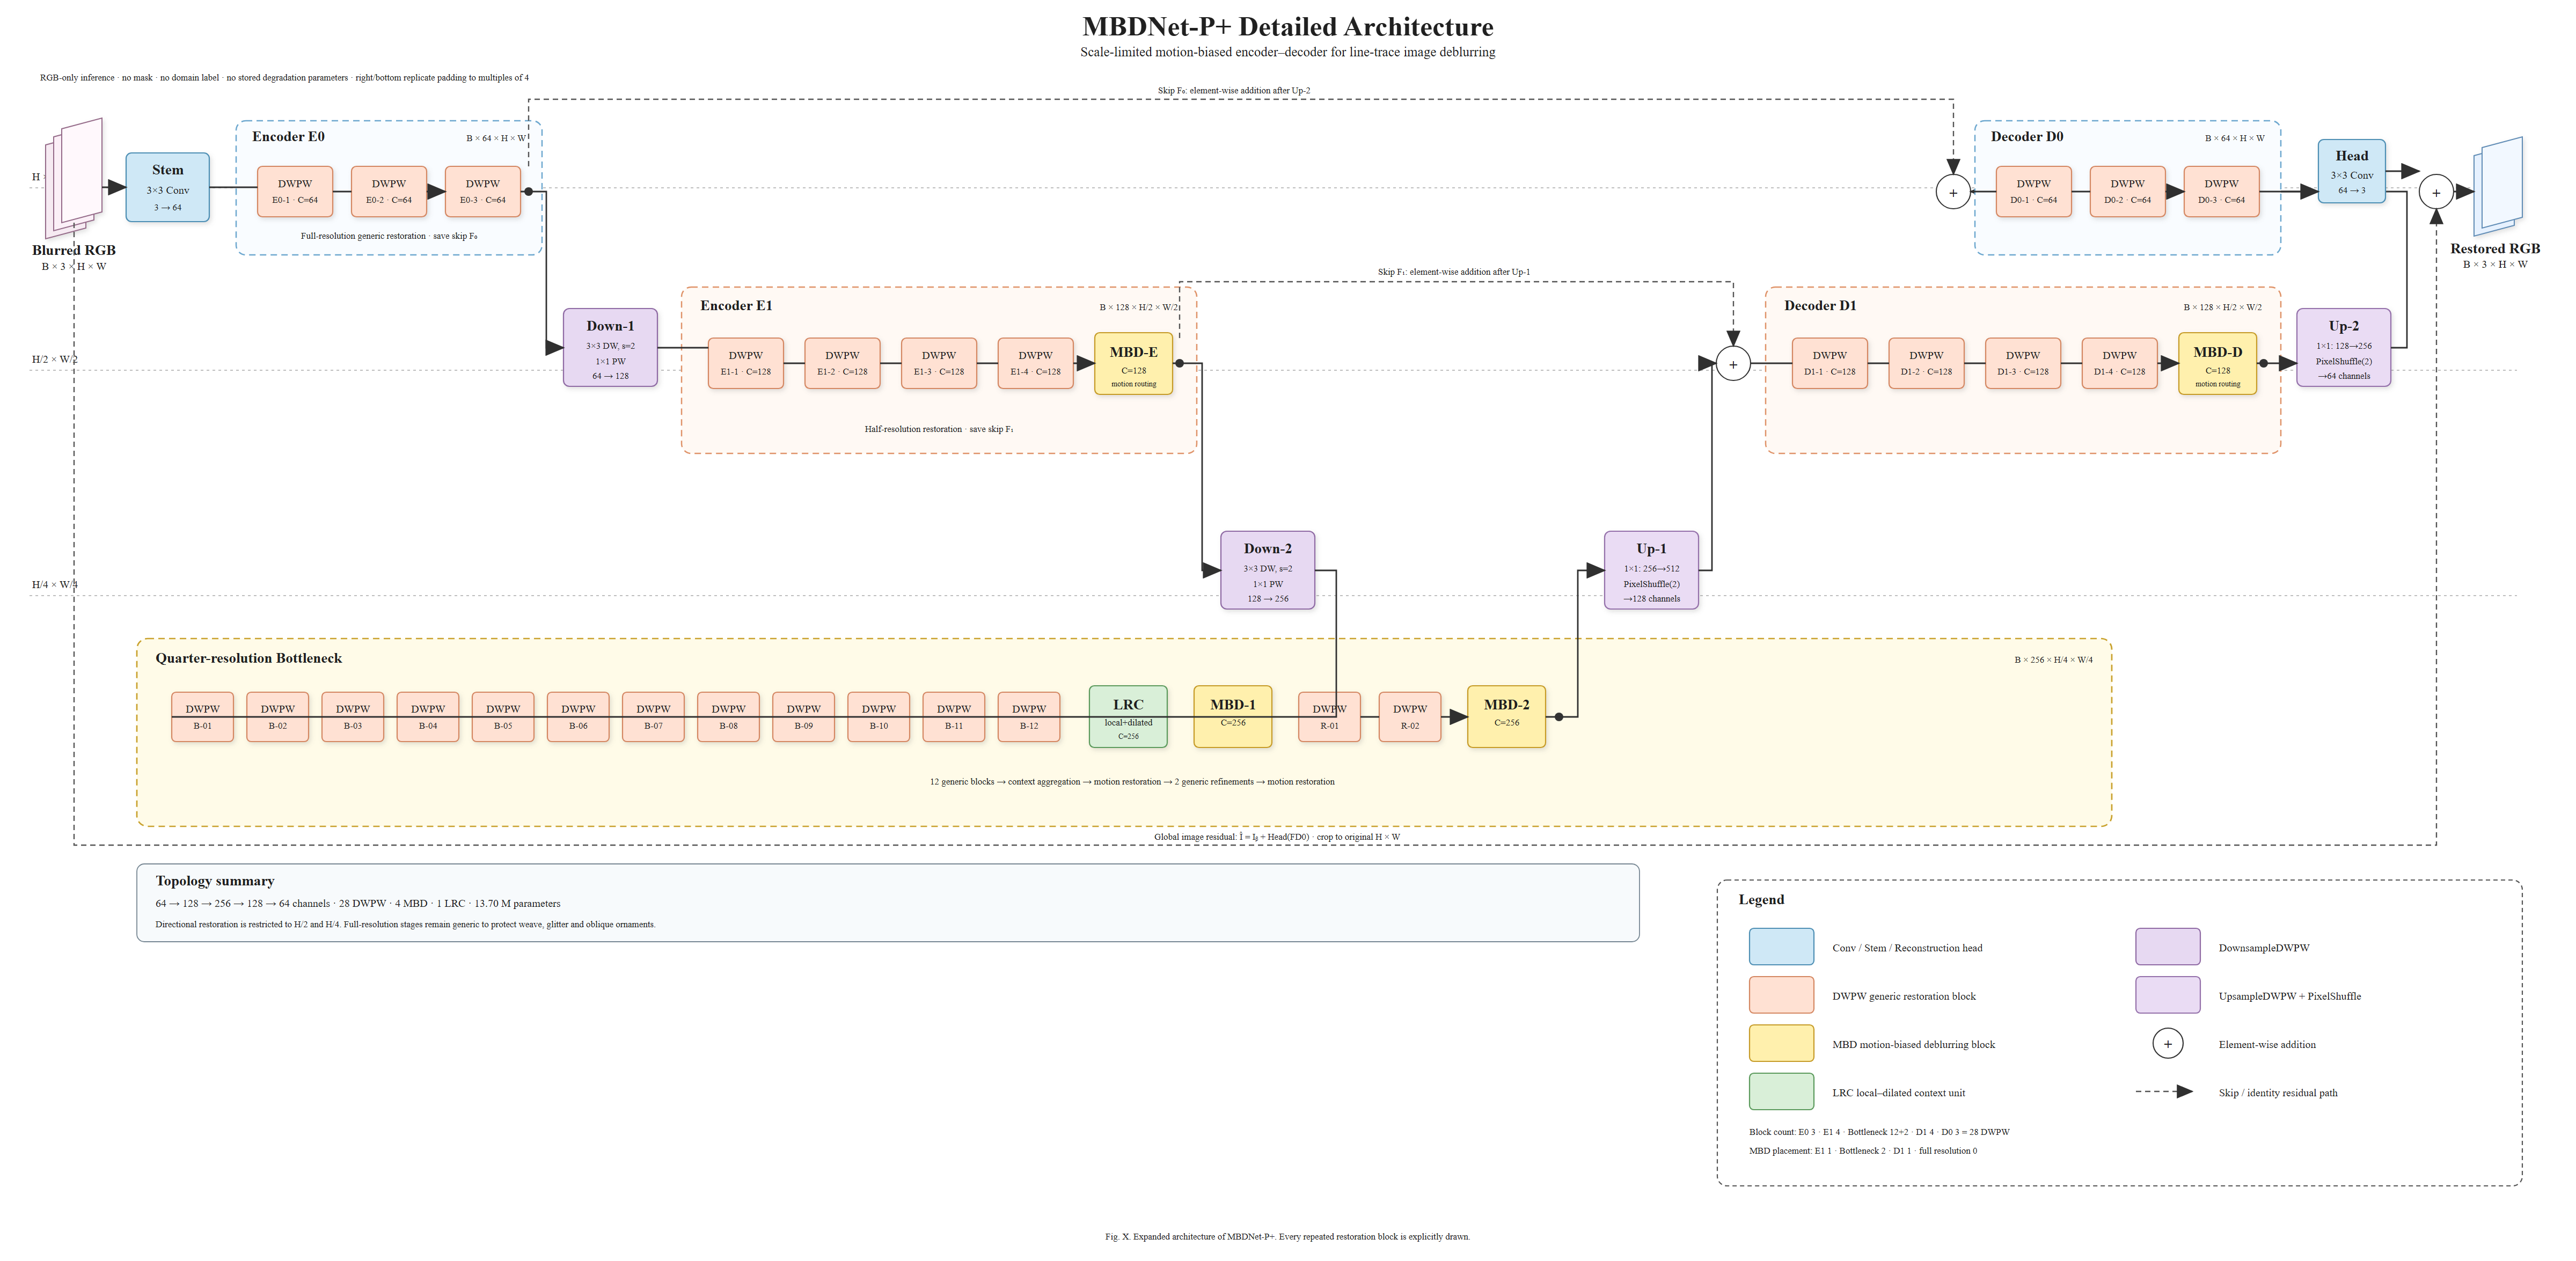 MBDNet-P+ Detailed Architecture
Scale-limited motion-biased encoder–decoder for line-trace image deblurring
RGB-only inference · no mask · no domain label · no stored degradation parameters · right/bottom replicate padding to multiples of 4
Skip F₀: element-wise addition after Up-2
Encoder E0
B × 64 × H × W
DWPW
E0-1 · C=64
DWPW
E0-2 · C=64
DWPW
E0-3 · C=64
Full-resolution generic restoration · save skip F₀
Stem
3×3 Conv
3 → 64
H ×
Blurred RGB
B × 3 × H × W
Decoder D0
B × 64 × H × W
+
DWPW
D0-1 · C=64
DWPW
D0-2 · C=64
DWPW
D0-3 · C=64
Head
3×3 Conv
64 → 3
+
Restored RGB
B × 3 × H × W
Skip F₁: element-wise addition after Up-1
H/2 × W/2
Down-1
3×3 DW, s=2
1×1 PW
64 → 128
Encoder E1
B × 128 × H/2 × W/2
DWPW
E1-1 · C=128
DWPW
E1-2 · C=128
DWPW
E1-3 · C=128
DWPW
E1-4 · C=128
MBD-E
C=128
motion routing
Half-resolution restoration · save skip F₁
+
Decoder D1
B × 128 × H/2 × W/2
DWPW
D1-1 · C=128
DWPW
D1-2 · C=128
DWPW
D1-3 · C=128
DWPW
D1-4 · C=128
MBD-D
C=128
motion routing
Up-2
1×1: 128→256
PixelShuffle(2)
→64 channels
H/4 × W/4
Down-2
3×3 DW, s=2
1×1 PW
128 → 256
Up-1
1×1: 256→512
PixelShuffle(2)
→128 channels
Quarter-resolution Bottleneck
B × 256 × H/4 × W/4
DWPW
B-01
DWPW
B-02
DWPW
B-03
DWPW
B-04
DWPW
B-05
DWPW
B-06
DWPW
B-07
DWPW
B-08
DWPW
B-09
DWPW
B-10
DWPW
B-11
DWPW
B-12
LRC
local+dilated
C=256
MBD-1
C=256
DWPW
R-01
DWPW
R-02
MBD-2
C=256
12 generic blocks → context aggregation → motion restoration → 2 generic refinements → motion restoration
Global image residual: Î = Iᵦ + Head(FD0) · crop to original H × W
Topology summary
64 → 128 → 256 → 128 → 64 channels · 28 DWPW · 4 MBD · 1 LRC · 13.70 M parameters
Directional restoration is restricted to H/2 and H/4. Full-resolution stages remain generic to protect weave, glitter and oblique ornaments.
Legend
Conv / Stem / Reconstruction head
DownsampleDWPW
DWPW generic restoration block
UpsampleDWPW + PixelShuffle
MBD motion-biased deblurring block
+
Element-wise addition
LRC local–dilated context unit
Skip / identity residual path
Block count: E0 3 · E1 4 · Bottleneck 12+2 · D1 4 · D0 3 = 28 DWPW
MBD placement: E1 1 · Bottleneck 2 · D1 1 · full resolution 0
Fig. X. Expanded architecture of MBDNet-P+. Every repeated restoration block is explicitly drawn.